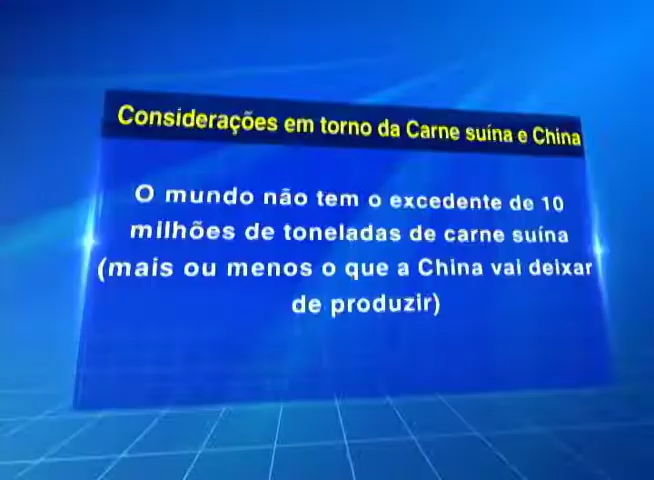 Considerações em torno da Carne suína e China
O mundo não tem o excedente de 10
milhões de toneladas de carne suína
(mais ou menos o que a China vai deixar
de produzir)